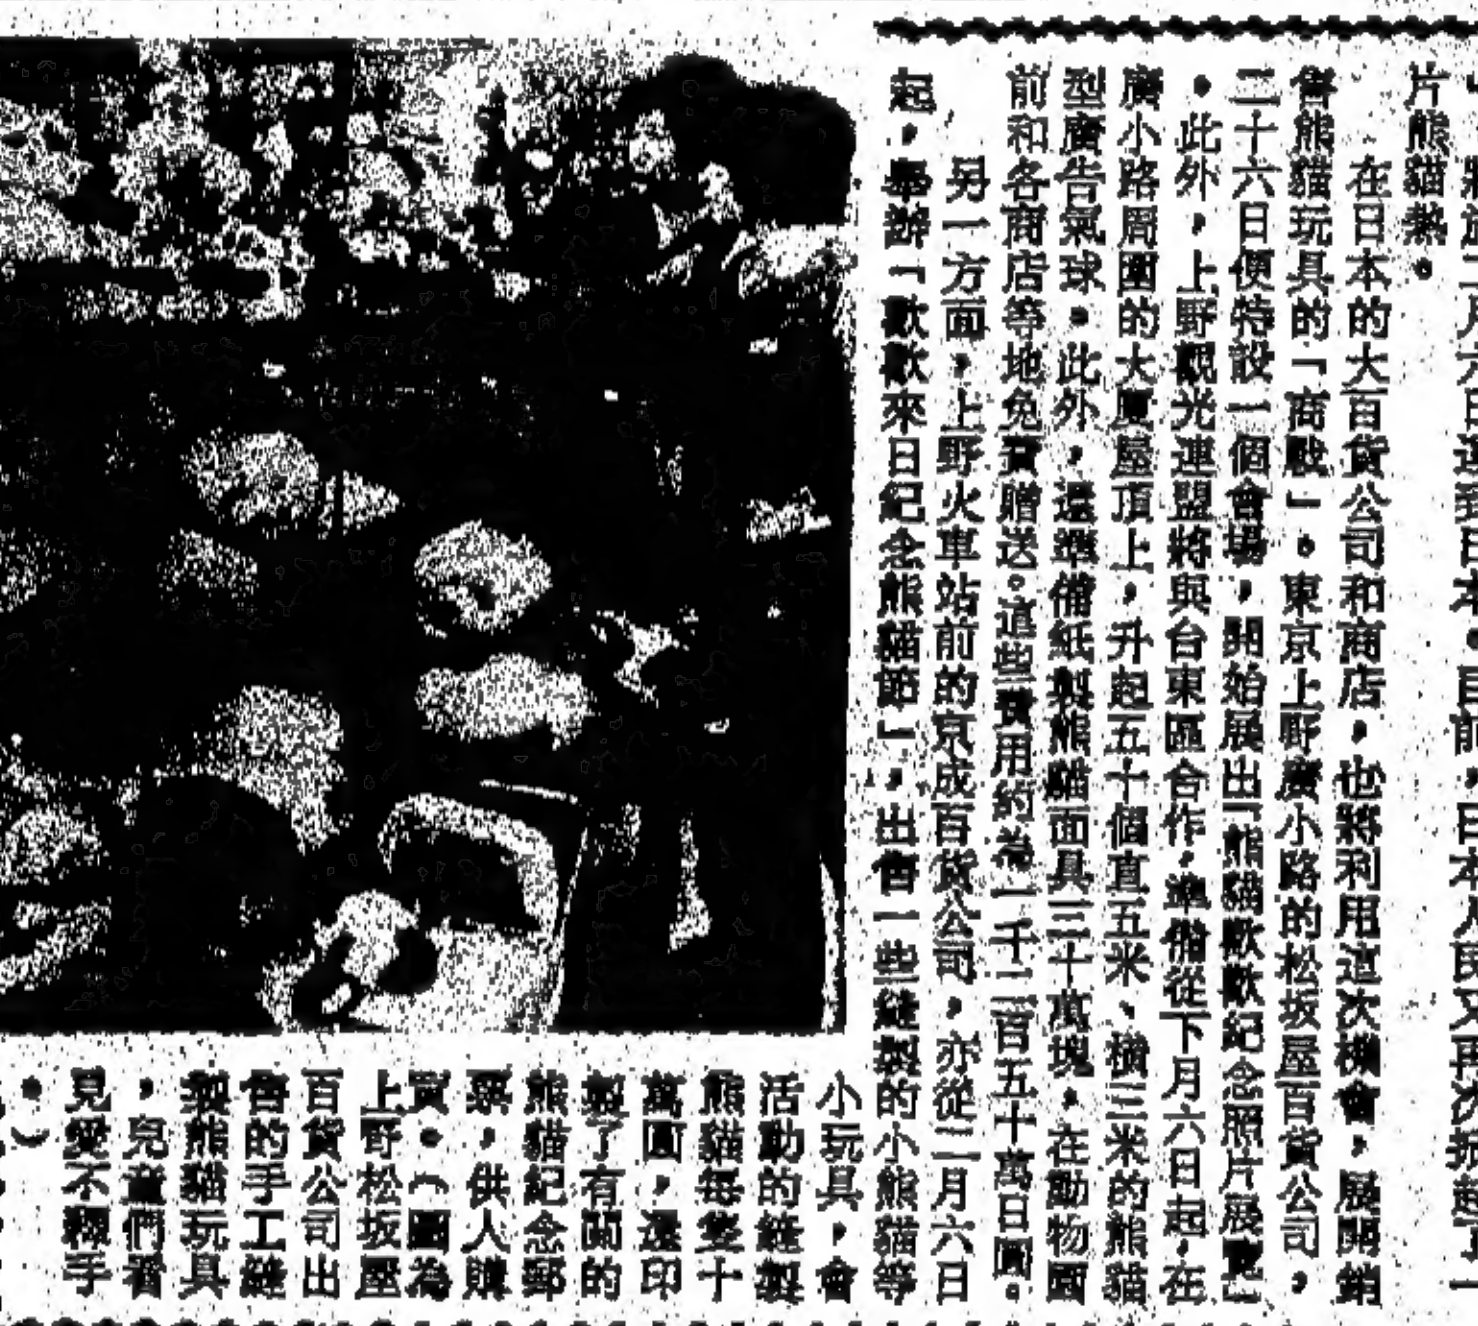 片熊貓熱。
在日本的大百貨公司和商店，也將利用這次機會，展開銷
售熊貓玩具的「商戰」。東京上野廣小路的松坂屋百貨公司，
二十六日便特設一個會場，開始展出「熊貓歡歡紀念照片展覽」
。此外，上野觀光連盟將與台東區合作，準備從下月六日起，在
廣小路周圍的大厦屋頂上，升起五十個直五米、橫三米的熊貓
型廣告氣球。此外，還準備紙製熊貓面具三十萬塊，在動物園
前和各商店等地免費贈送。這些費用約為一千二百五十萬日圓。
另一方面，上野火車站前的京成百貨公司，亦從二月六日
起，舉辦「歡歡來日紀念熊貓節」，出售一些縫製的小熊貓等
小玩具，會
活動的縫製
熊貓每隻十
萬圓，還印
製了有關的
熊貓紀念郵
票，供人購
買。（圖為
上野松坂屋
百貨公司出
售的手工縫
製熊貓玩具
，兒童們看
見愛不釋手
。）